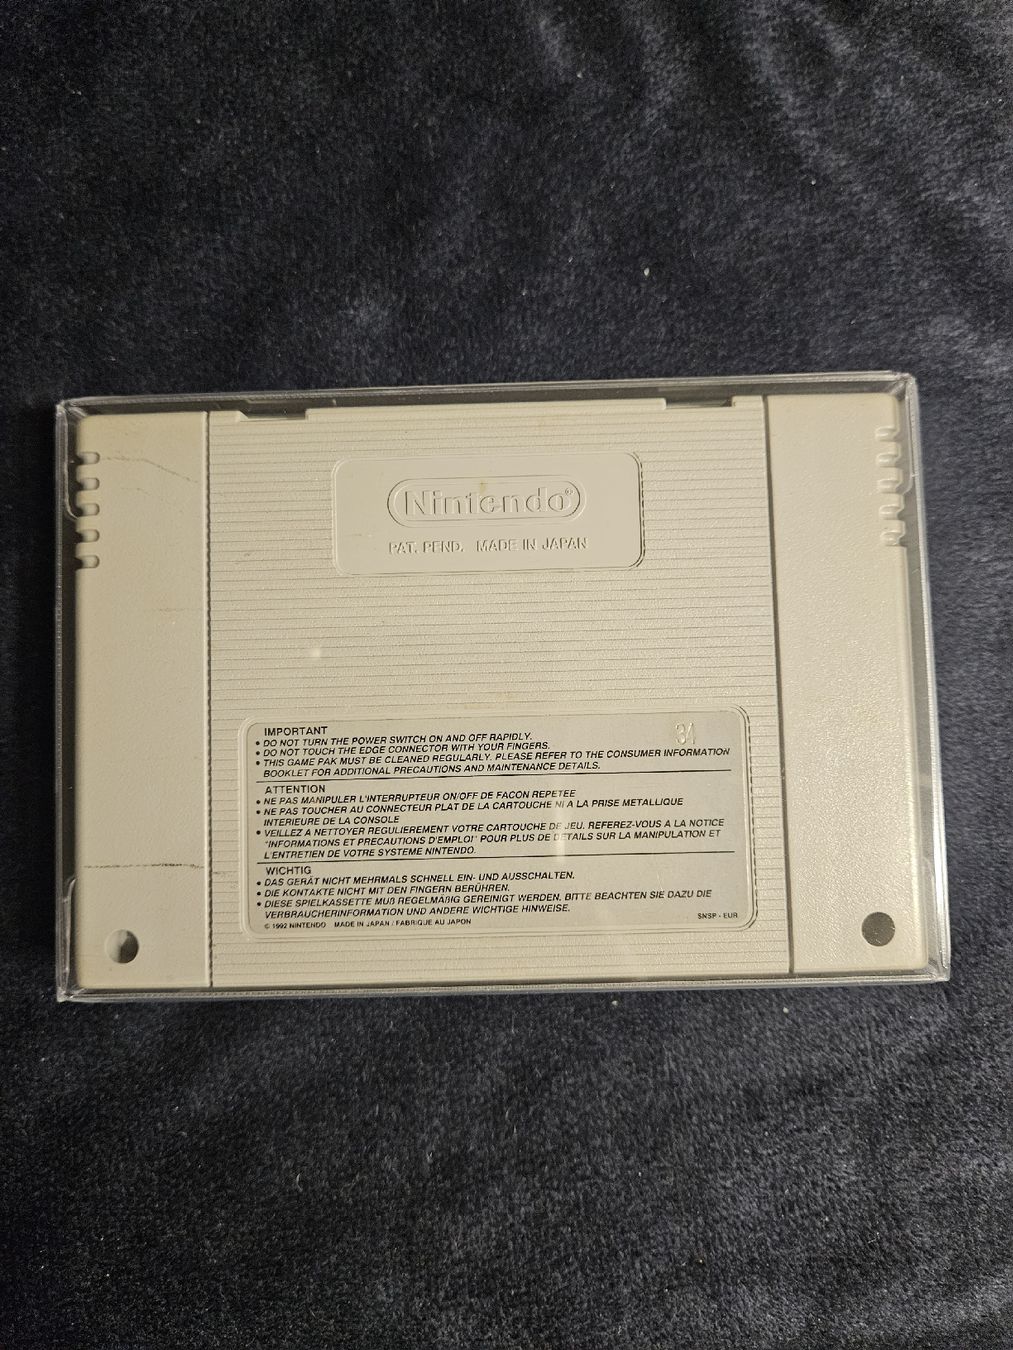 Nintendo®
PAT. PEND. MADE IN JAPAN
34
IMPORTANT
• DO NOT TURN THE POWER SWITCH ON AND OFF RAPIDLY.
• DO NOT TOUCH THE EDGE CONNECTOR WITH YOUR FINGERS.
• THIS GAME PAK MUST BE CLEANED REGULARLY. PLEASE REFER TO THE CONSUMER INFORMATION
BOOKLET FOR ADDITIONAL PRECAUTIONS AND MAINTENANCE DETAILS.
ATTENTION
• NE PAS MANIPULER L'INTERRUPTEUR ON/OFF DE FACON REPETEE
• NE PAS TOUCHER AU CONNECTEUR PLAT DE LA CARTOUCHE NI A LA PRISE METALLIQUE
INTERIEURE DE LA CONSOLE
• VEILLEZ A NETTOYER REGULIEREMENT VOTRE CARTOUCHE DE JEU. REFEREZ-VOUS A LA NOTICE
"INFORMATIONS ET PRECAUTIONS D'EMPLOI" POUR PLUS DE DETAILS SUR LA MANIPULATION ET
L'ENTRETIEN DE VOTRE SYSTEME NINTENDO.
WICHTIG
• DAS GERÄT NICHT MEHRMALS SCHNELL EIN- UND AUSSCHALTEN.
• DIE KONTAKTE NICHT MIT DEN FINGERN BERÜHREN.
• DIESE SPIELKASSETTE MUß REGELMÄßIG GEREINIGT WERDEN. BITTE BEACHTEN SIE DAZU DIE
VERBRAUCHERINFORMATION UND ANDERE WICHTIGE HINWEISE.
© 1992 NINTENDO MADE IN JAPAN / FABRIQUE AU JAPON SNSP - EUR